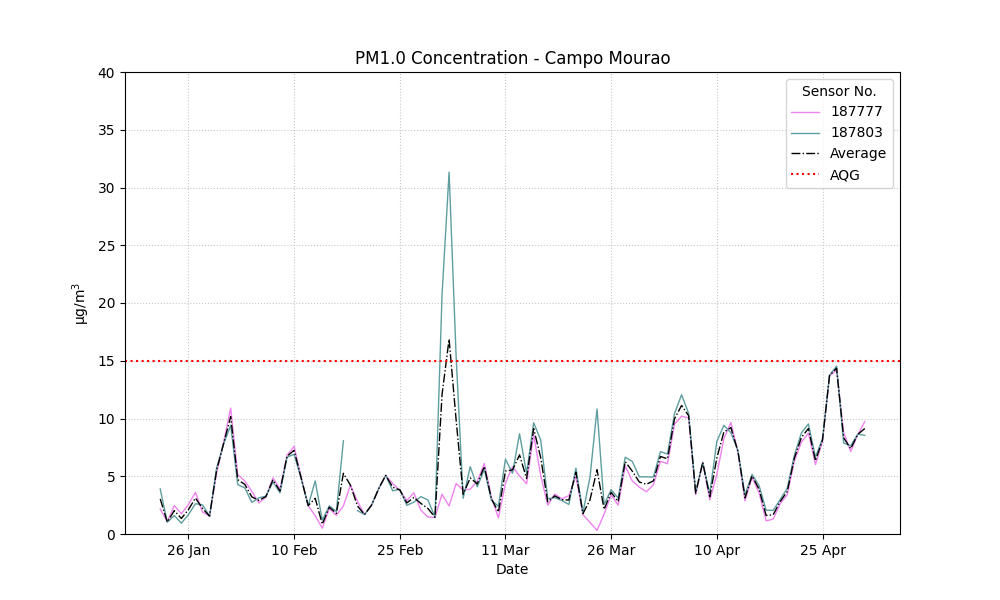 PM1.0 Concentration - Campo Mourao
40
35
30
25
20
15
10
5
0
µg/m³
26 Jan
10 Feb
25 Feb
11 Mar
26 Mar
10 Apr
25 Apr
Date
Sensor No.
187777
187803
Average
AQG